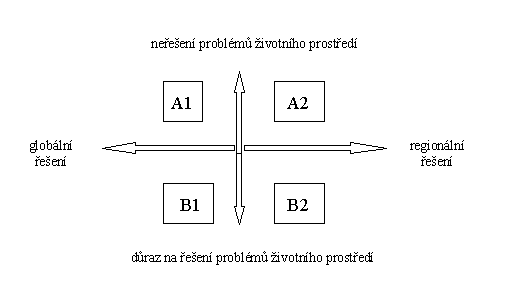 neřešení problémů životního prostředí
A1
A2
globální
řešení
regionální
řešení
B1
B2
důraz na řešení problémů životního prostředí